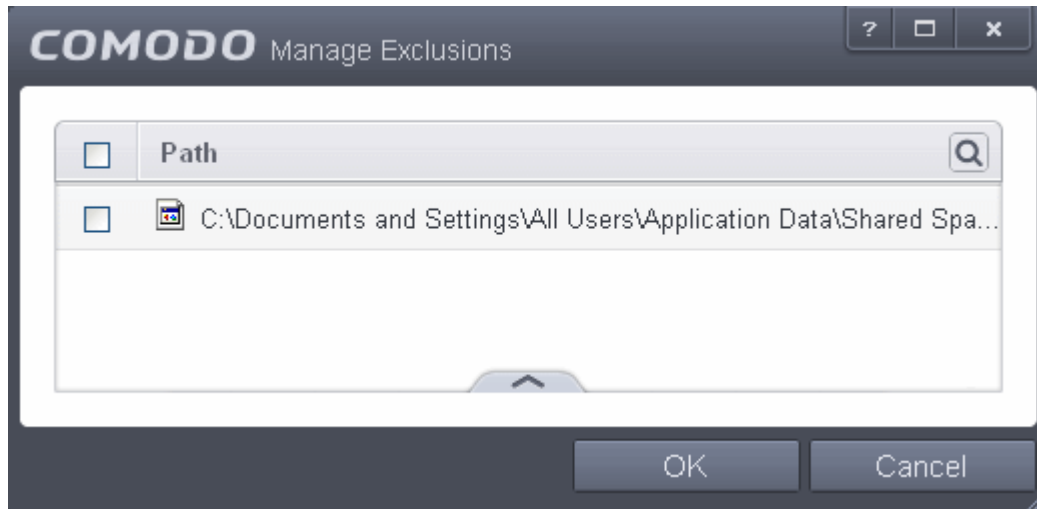 COMODO Manage Exclusions ?
Path
C:\Documents and Settings\All Users\Application Data\Shared Spa...
OK Cancel